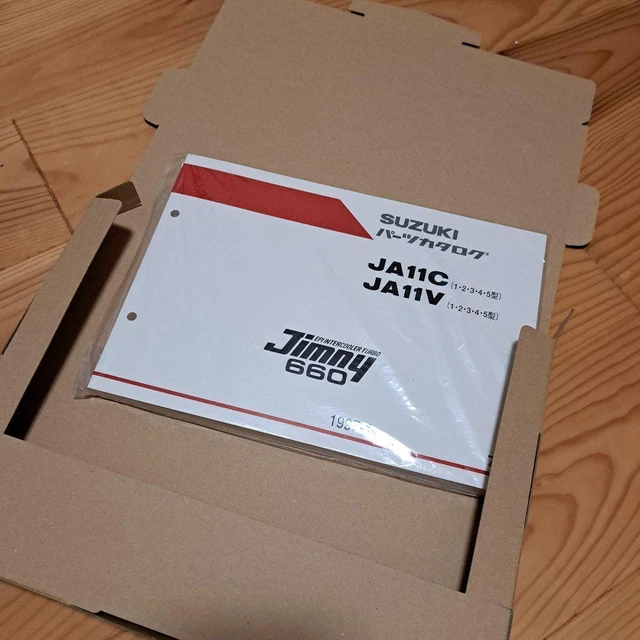 SUZUKI
パーツカタログ
JA11C (1・2・3・4・5型)
JA11V (1・2・3・4・5型)
EPI INTERCOOLER TURBO
Jimny
660